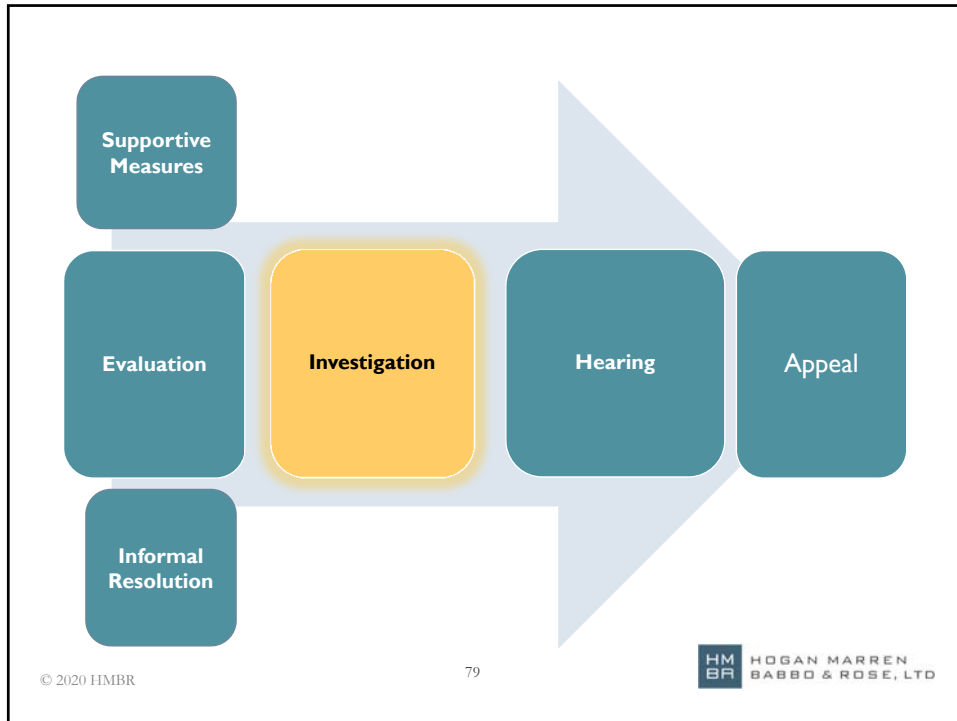 Supportive
Measures
Evaluation
Investigation
Hearing
Appeal
Informal
Resolution
© 2020 HMBR
79
HM
BR
HOGAN MARREN
BABBO & ROSE, LTD